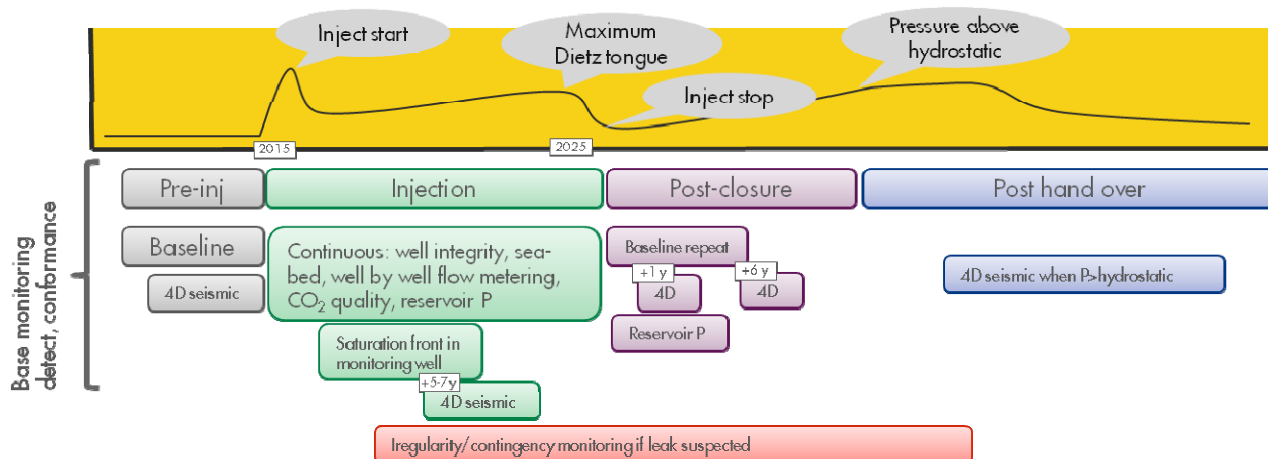 Inject start
Maximum
Dietz tongue
Pressure above
hydrostatic
Inject stop
2015
2025
Base monitoring
detect, conformance
Pre-inj
Injection
Post-closure
Post hand over
Baseline
4D seismic
Continuous: well integrity, sea-
bed, well by well flow metering,
CO₂ quality, reservoir P
Saturation front in
monitoring well
+5-7y
4D seismic
Baseline repeat
+1 y
4D
+6 y
4D
Reservoir P
4D seismic when P>hydrostatic
Irregularity/contingency monitoring if leak suspected